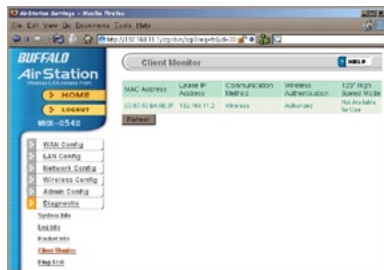 AirStation Settings - Mozilla Firefox
File Edit View Go Bookmarks Tools Help
BUFFALO
AirStation
HOME
LOGOUT
WAN Config
LAN Config
Network Config
Wireless Config
Admin Config
Diagnostic
System Info
Log Info
Packet Info
Client Monitor
Ping Test
Client Monitor
HELP
MAC Address
Lease IP Address
Communication Method
Wireless Authentication
125* High Speed Mode
192.168.11.2
Wireless
Authorized
Not Available for Use
Refresh